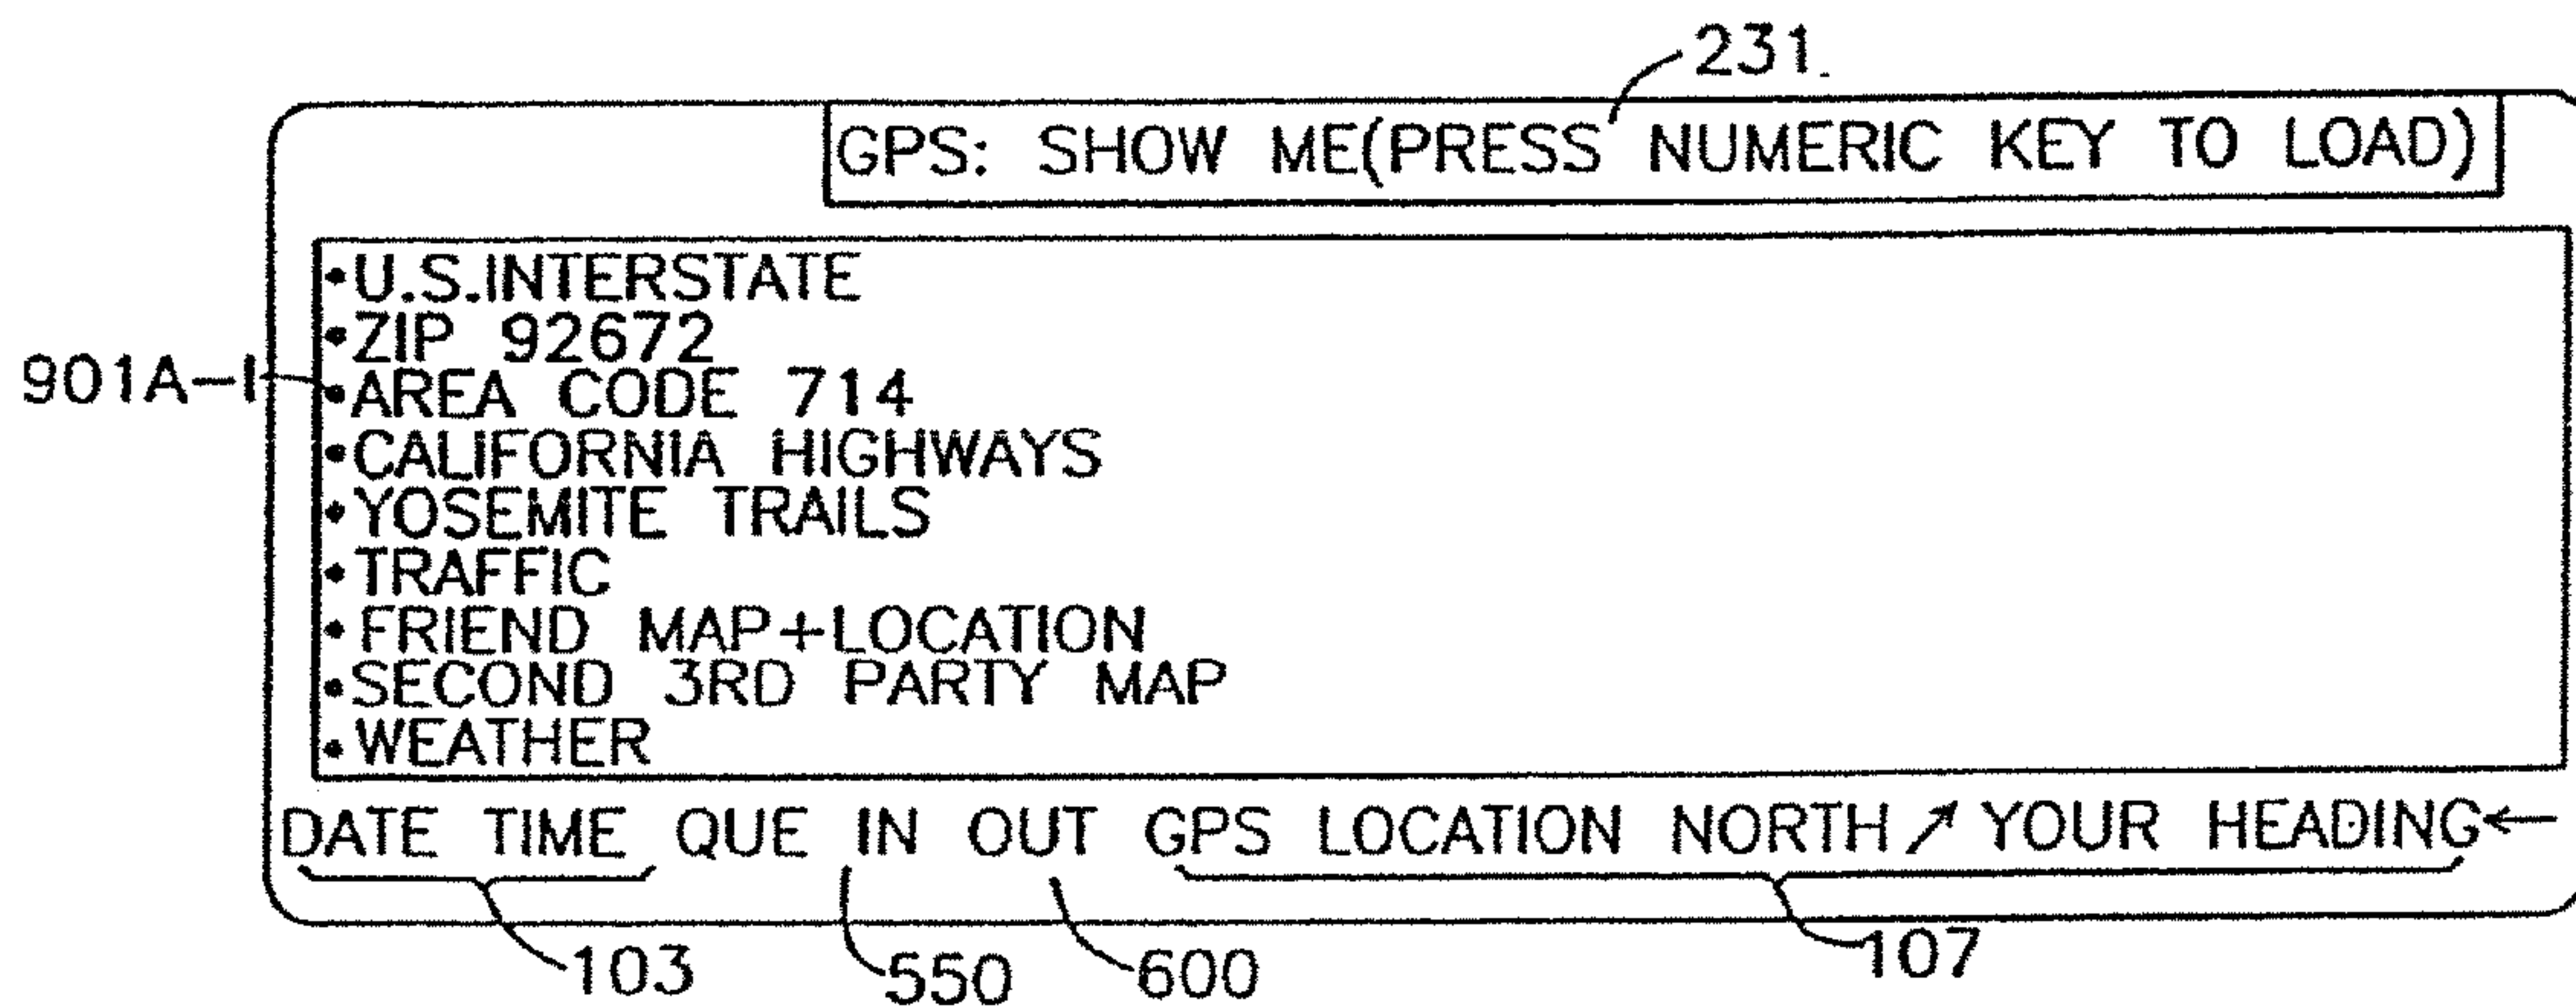 231
GPS: SHOW ME(PRESS NUMERIC KEY TO LOAD)
•U.S.INTERSTATE
•ZIP 92672
901A-I
•AREA CODE 714
•CALIFORNIA HIGHWAYS
•YOSEMITE TRAILS
•TRAFFIC
•FRIEND MAP+LOCATION
•SECOND 3RD PARTY MAP
•WEATHER
DATE TIME QUE IN OUT GPS LOCATION NORTH↗YOUR HEADING←
103 550 600 107